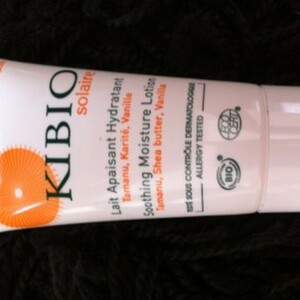 KIBIO
solaire
Lait Apaisant Hydratant
Tamanu, Karité, Vanille
Soothing Moisture Lotion
Tamanu, Shea butter, Vanilla
TESTÉ SOUS CONTRÔLE DERMATOLOGIQUE
ALLERGY TESTED
BIO